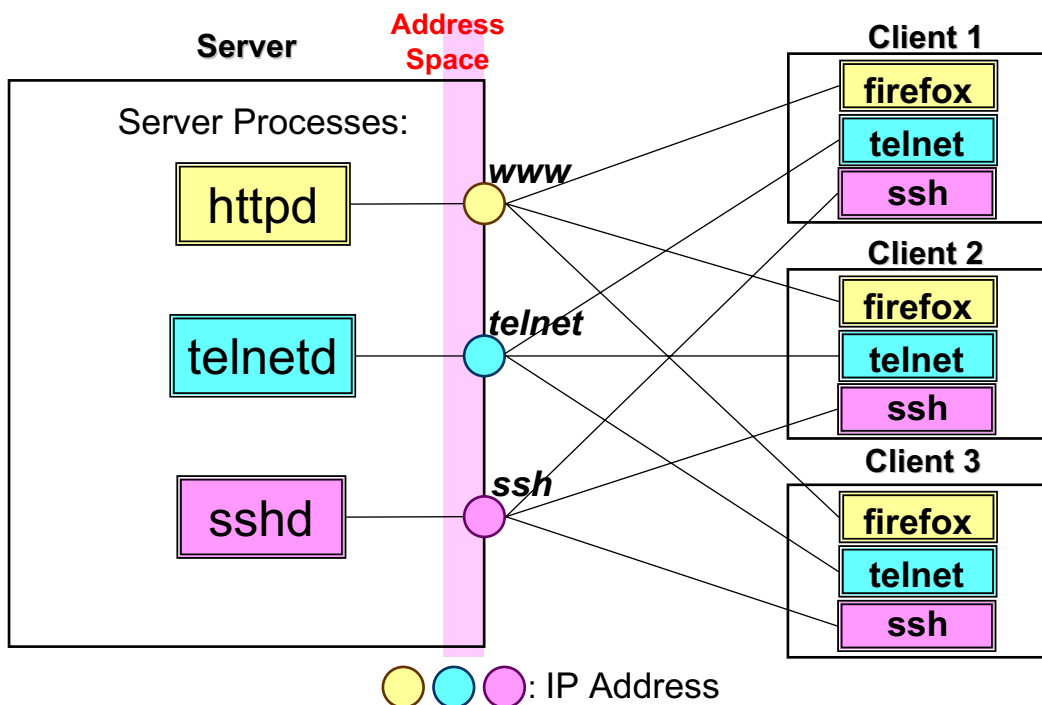 Address
Space
Server
Server Processes:
httpd
telnetd
sshd
www
telnet
ssh
Client 1
firefox
telnet
ssh
Client 2
firefox
telnet
ssh
Client 3
firefox
telnet
ssh
: IP Address